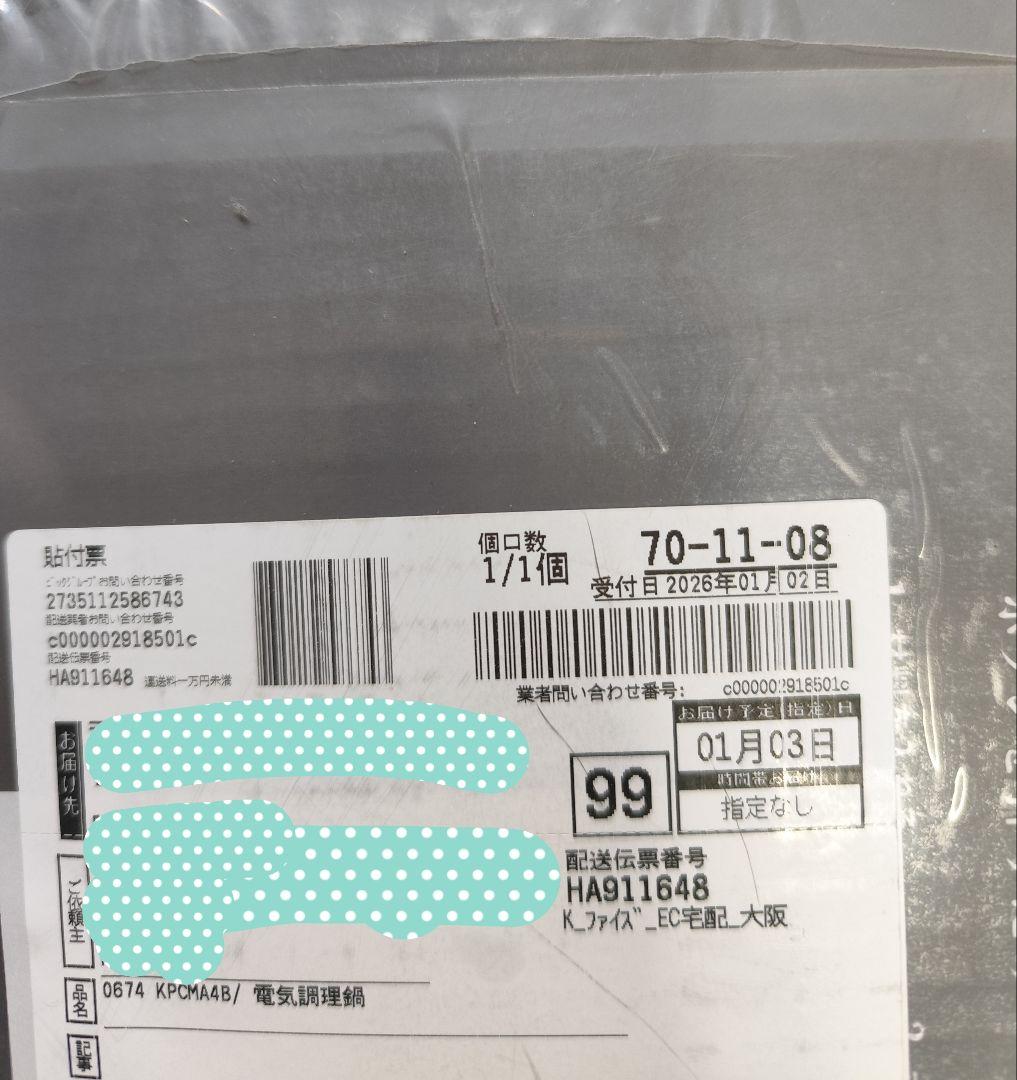 貼付票
ビックグループお問い合わせ番号
2735112586743
配送業者お問い合わせ番号
c000002918501c
配送伝票番号
HA911648 運送料一万円未満
個口数
1/1個
70-11-08
受付日 2026年01月02日
業者問い合わせ番号: c000002918501c
お届け先
99
お届け予定(指定)日
01月03日
時間帯お届け
指定なし
ご依頼主
配送伝票番号
HA911648
K_ファイズ_EC宅配_大阪
品名
0674 KPCMA4B/ 電気調理鍋
記事